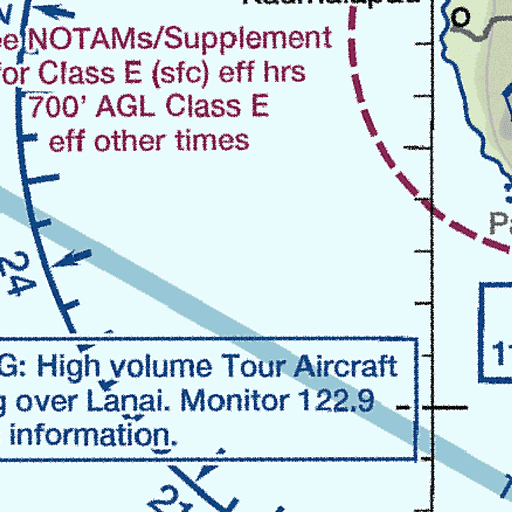 NOTAMs/Supplement
for Class E (sfc) eff hrs
700' AGL Class E
eff other times
24
G: High volume Tour Aircraft
g over Lanai. Monitor 122.9
information.
21